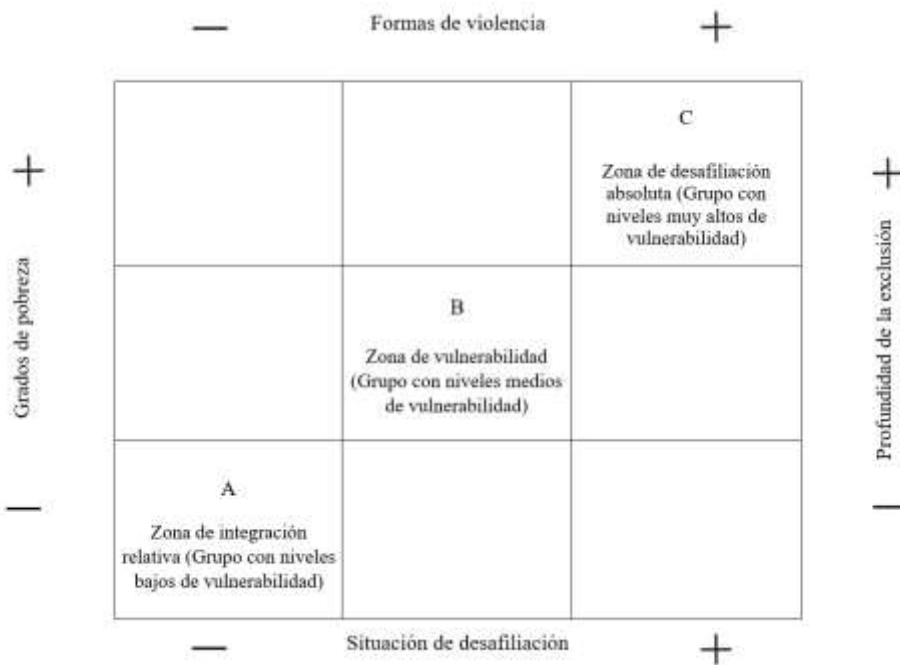 — Formas de violencia +
C
Zona de desafiliación
absoluta (Grupo con
niveles muy altos de
vulnerabilidad)
+
Grados de pobreza
—
+
Profundidad de la exclusión
—
B
Zona de vulnerabilidad
(Grupo con niveles medios
de vulnerabilidad)
A
Zona de integración
relativa (Grupo con niveles
bajos de vulnerabilidad)
— Situación de desafiliación +